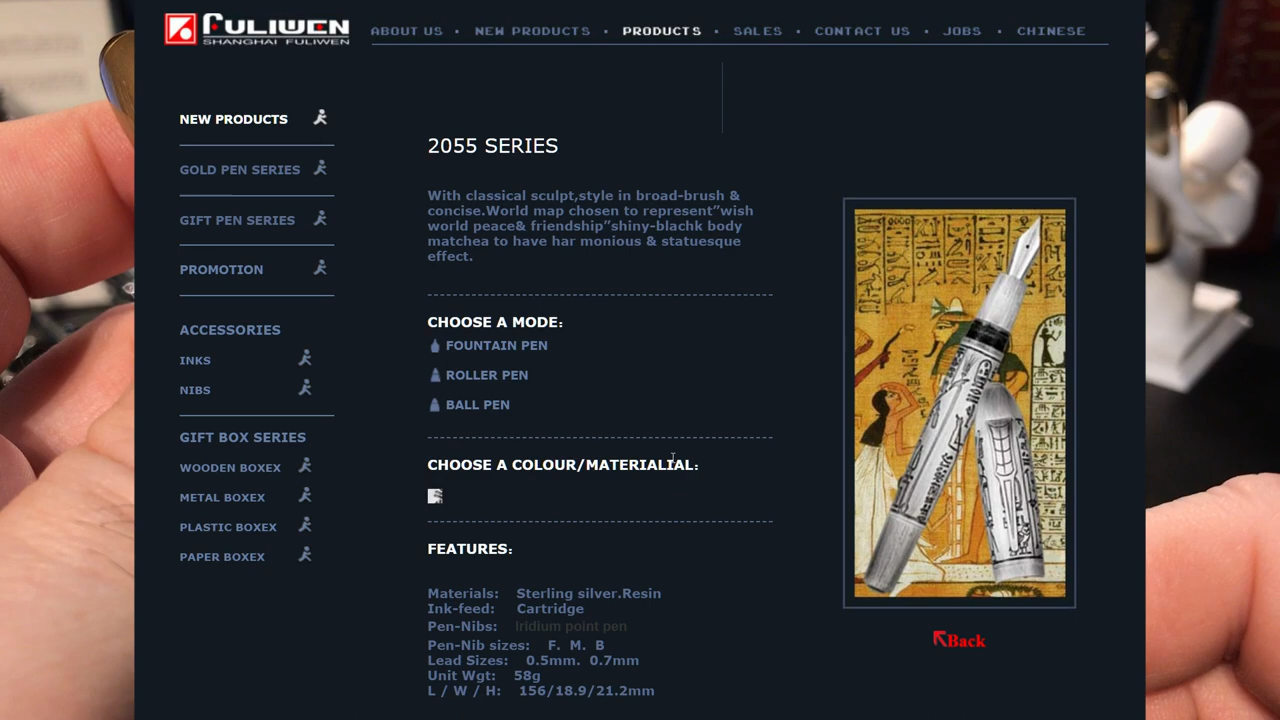 FULIWEN
SHANGHAI FULIWEN
ABOUT US • NEW PRODUCTS • PRODUCTS • SALES • CONTACT US • JOBS • CHINESE
NEW PRODUCTS
GOLD PEN SERIES
GIFT PEN SERIES
PROMOTION
ACCESSORIES
INKS
NIBS
GIFT BOX SERIES
WOODEN BOXEX
METAL BOXEX
PLASTIC BOXEX
PAPER BOXEX
2055 SERIES
With classical sculpt,style in broad-brush &
concise.World map chosen to represent"wish
world peace& friendship"shiny-blachk body
matchea to have har monious & statuesque
effect.
CHOOSE A MODE:
FOUNTAIN PEN
ROLLER PEN
BALL PEN
CHOOSE A COLOUR/MATERIALIAL:
FEATURES:
Materials: Sterling silver.Resin
Ink-feed: Cartridge
Pen-Nibs: Iridium point pen
Pen-Nib sizes: F. M. B
Lead Sizes: 0.5mm. 0.7mm
Unit Wgt: 58g
L / W / H: 156/18.9/21.2mm
Back